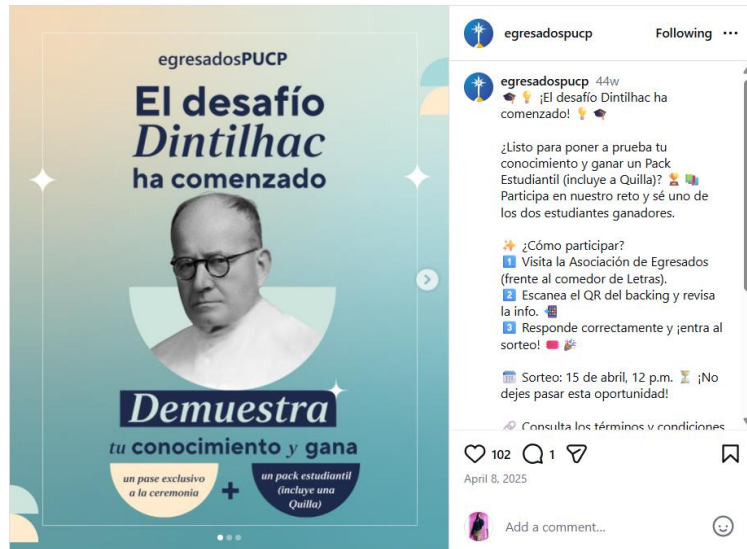 egresadosPUCP
El desafío
Dintilhac
ha comenzado
Demuestra
tu conocimiento y gana
un pase exclusivo
a la ceremonia
+
un pack estudiantil
(incluye una
Quilla)
egresadospucp
Following
egresadospucp 44w
🎓💡 ¡El desafío Dintilhac ha
comenzado! 💡🎓
¿Listo para poner a prueba tu
conocimiento y ganar un Pack
Estudiantil (incluye a Quilla)? 🏆📚
Participa en nuestro reto y sé uno de
los dos estudiantes ganadores.
✨ ¿Cómo participar?
1️⃣ Visita la Asociación de Egresados
(frente al comedor de Letras).
2️⃣ Escanea el QR del backing y revisa
la info. 📲
3️⃣ Responde correctamente y ¡entra al
sorteo! 🎟️🎉
🗓️ Sorteo: 15 de abril, 12 p.m. ⏳ ¡No
dejes pasar esta oportunidad!
🔗 Consulta los términos y condiciones
102
1
April 8, 2025
Add a comment...